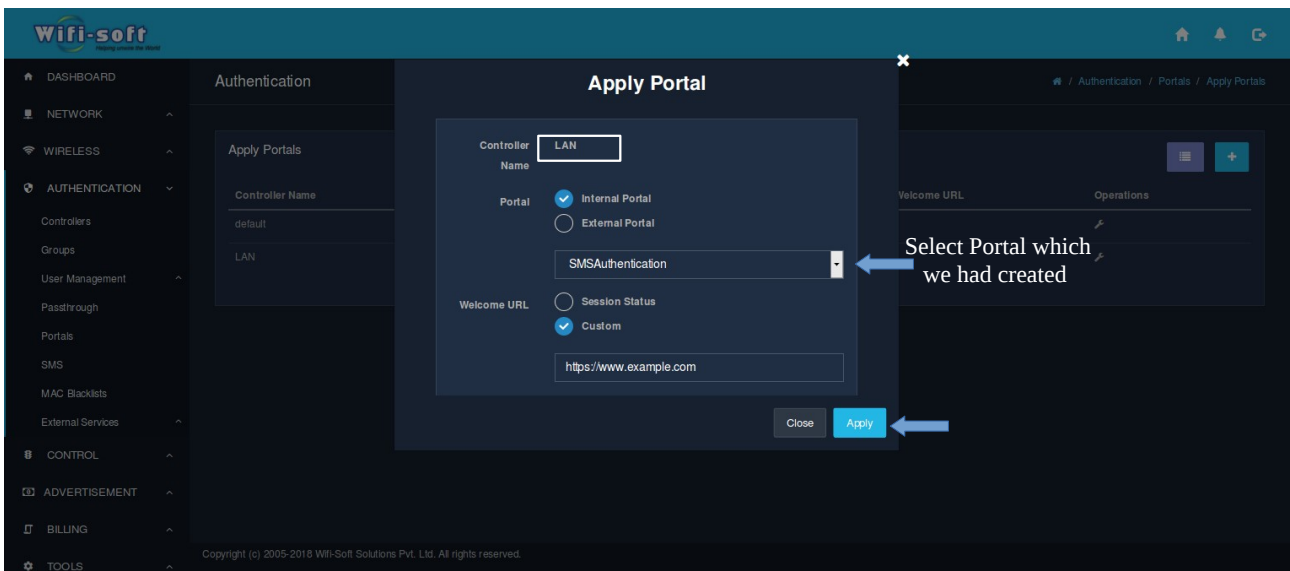 Wifi-soft
Helping unwire the World
DASHBOARD
NETWORK
WIRELESS
AUTHENTICATION
Controllers
Groups
User Management
Passthrough
Portals
SMS
MAC Blacklists
External Services
CONTROL
ADVERTISEMENT
BILLING
TOOLS
Authentication
/ Authentication / Portals / Apply Portals
Apply Portals
Controller Name
Welcome URL
Operations
default
LAN
Apply Portal
Controller Name
LAN
Portal
Internal Portal
External Portal
SMSAuthentication
Welcome URL
Session Status
Custom
https://www.example.com
Close
Apply
Select Portal which
we had created
Copyright (c) 2005-2018 Wifi-Soft Solutions Pvt. Ltd. All rights reserved.